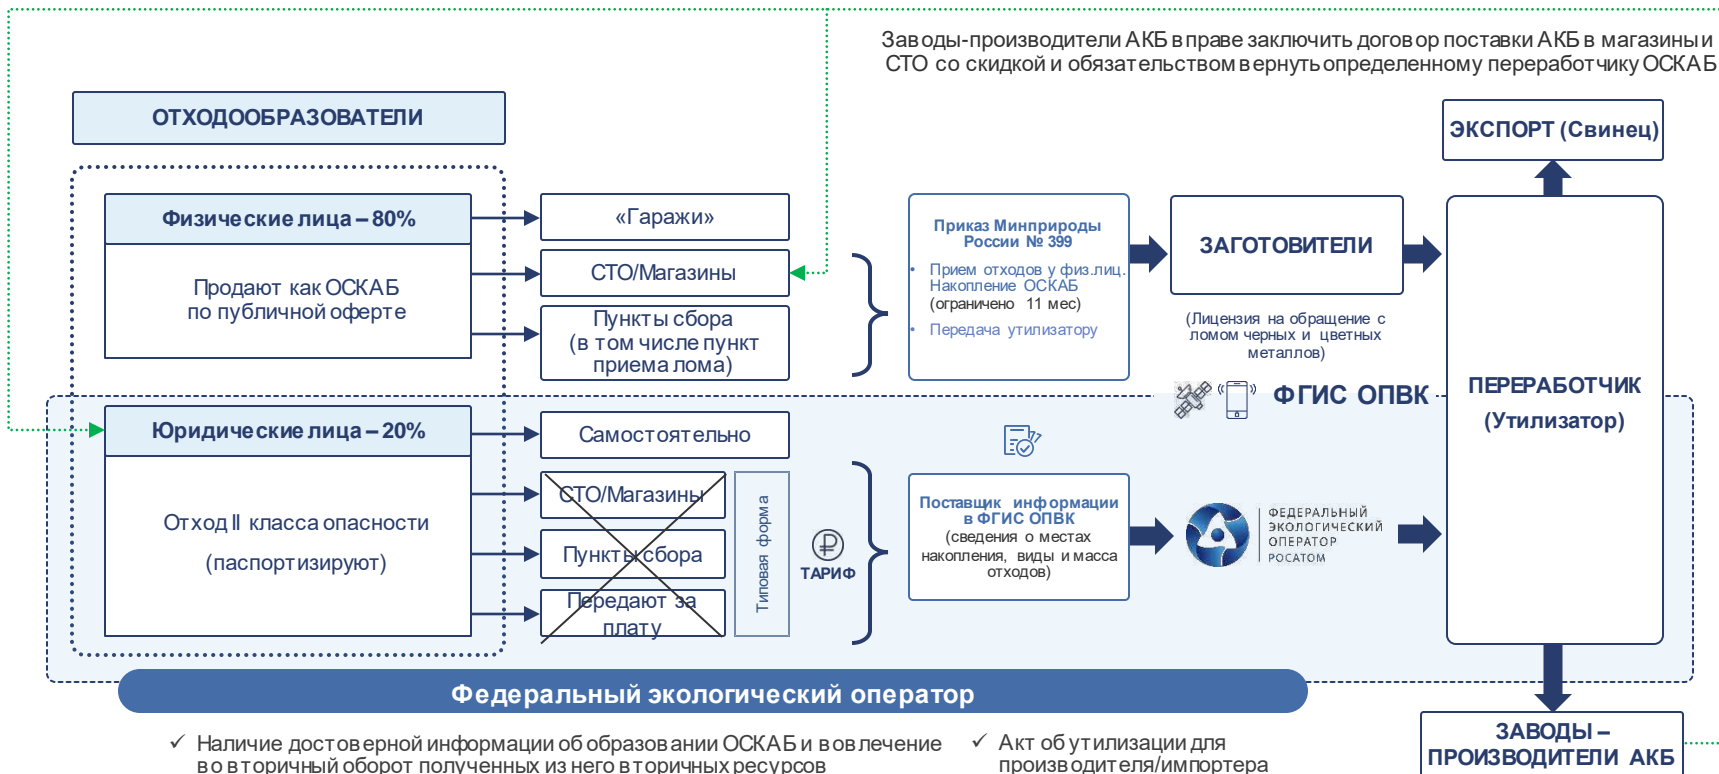 Заводы-производители АКБ вправе заключить договор поставки АКБ в магазины и
СТО со скидкой и обязательством вернуть определенному переработчику ОСКАБ
ОТХОДООБРАЗОВАТЕЛИ
ЭКСПОРТ (Свинец)
Физические лица – 80%
Продают как ОСКАБ
по публичной оферте
«Гаражи»
СТО/Магазины
Пункты сбора
(в том числе пункт
приема лома)
Приказ Минприроды
России № 399
• Прием отходов у физ.лиц.
Накопление ОСКАБ
(ограничено 11 мес)
• Передача утилизатору
ЗАГОТОВИТЕЛИ
(Лицензия на обращение с
ломом черных и цветных
металлов)
ФГИС ОПВК
ПЕРЕРАБОТЧИК
(Утилизатор)
Юридические лица – 20%
Отход II класса опасности
(паспортизируют)
Самостоятельно
СТО/Магазины
Пункты сбора
Передают за
плату
Типовая форма
ТАРИФ
Поставщик информации
в ФГИС ОПВК
(сведения о местах
накопления, виды и масса
отходов)
ФЕДЕРАЛЬНЫЙ
ЭКОЛОГИЧЕСКИЙ
ОПЕРАТОР
РОСАТОМ
Федеральный экологический оператор
✓ Наличие достоверной информации об образовании ОСКАБ и вовлечение
во вторичный оборот полученных из него вторичных ресурсов
✓ Акт об утилизации для
производителя/импортера
ЗАВОДЫ –
ПРОИЗВОДИТЕЛИ АКБ